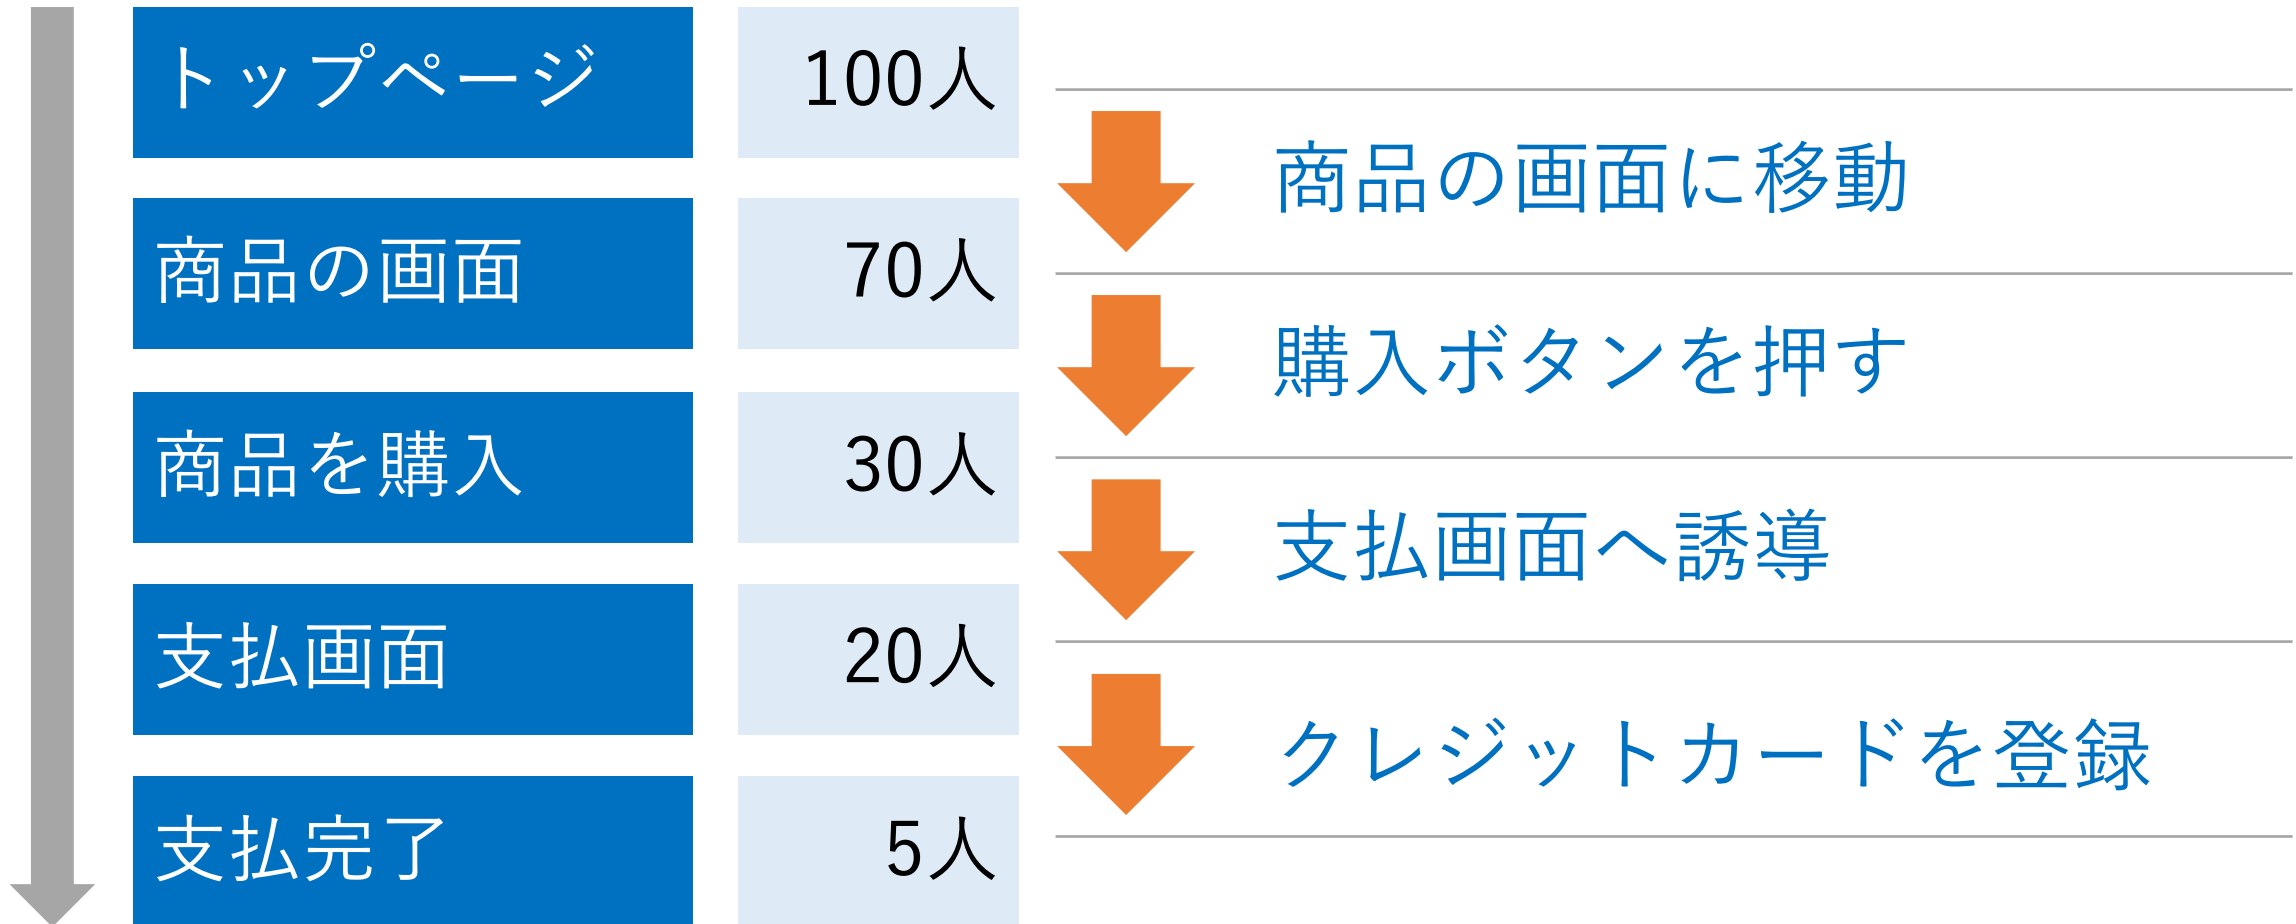 トップページ 100人
商品の画面に移動
商品の画面 70人
購入ボタンを押す
商品を購入 30人
支払画面へ誘導
支払画面 20人
クレジットカードを登録
支払完了 5人